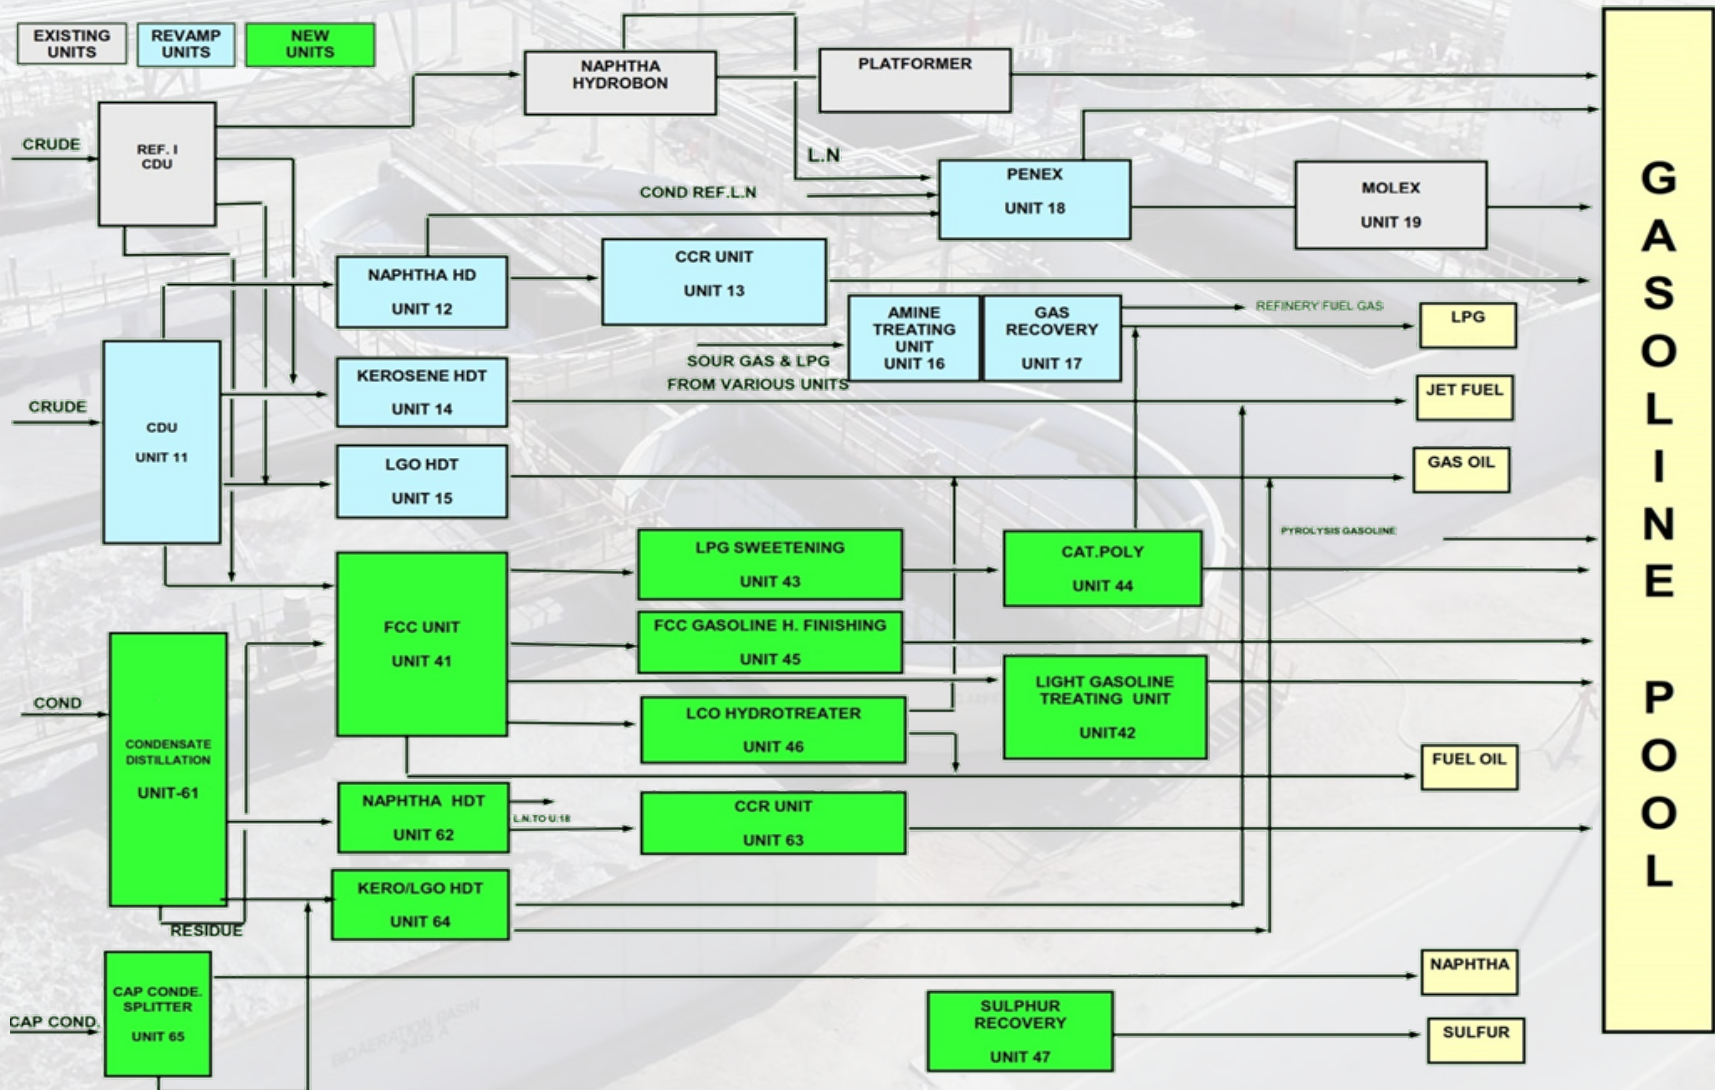 EXISTING
UNITS
REVAMP
UNITS
NEW
UNITS
NAPHTHA
HYDROBON
PLATFORMER
CRUDE
REF. I
CDU
L.N
COND REF.L.N
PENEX
UNIT 18
MOLEX
UNIT 19
NAPHTHA HD
UNIT 12
CCR UNIT
UNIT 13
AMINE
TREATING
UNIT
UNIT 16
GAS
RECOVERY
UNIT 17
REFINERY FUEL GAS
LPG
SOUR GAS & LPG
FROM VARIOUS UNITS
KEROSENE HDT
UNIT 14
JET FUEL
CRUDE
CDU
UNIT 11
LGO HDT
UNIT 15
GAS OIL
PYROLYSIS GASOLINE
LPG SWEETENING
UNIT 43
CAT.POLY
UNIT 44
FCC UNIT
UNIT 41
FCC GASOLINE H. FINISHING
UNIT 45
LIGHT GASOLINE
TREATING UNIT
UNIT42
COND
CONDENSATE
DISTILLATION
UNIT-61
LCO HYDROTREATER
UNIT 46
FUEL OIL
NAPHTHA HDT
UNIT 62
L.N.TO U:18
CCR UNIT
UNIT 63
KERO/LGO HDT
UNIT 64
RESIDUE
CAP CONDE.
SPLITTER
UNIT 65
CAP COND.
NAPHTHA
SULPHUR
RECOVERY
UNIT 47
SULFUR
GASOLINE POOL
BIOAERATION BASIN